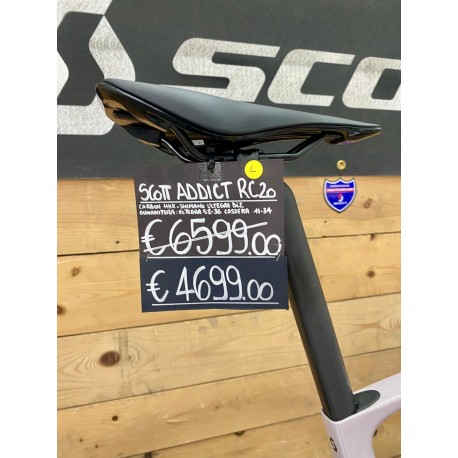 SCO
L
SCOTT ADDICT RC20
CARBON HMX - SHIMANO ULTEGRA DI2
GUARNITURA: ULTEGRA 52-36 CASSETTA 11-34
€ 6599.00
€ 4699.00
S